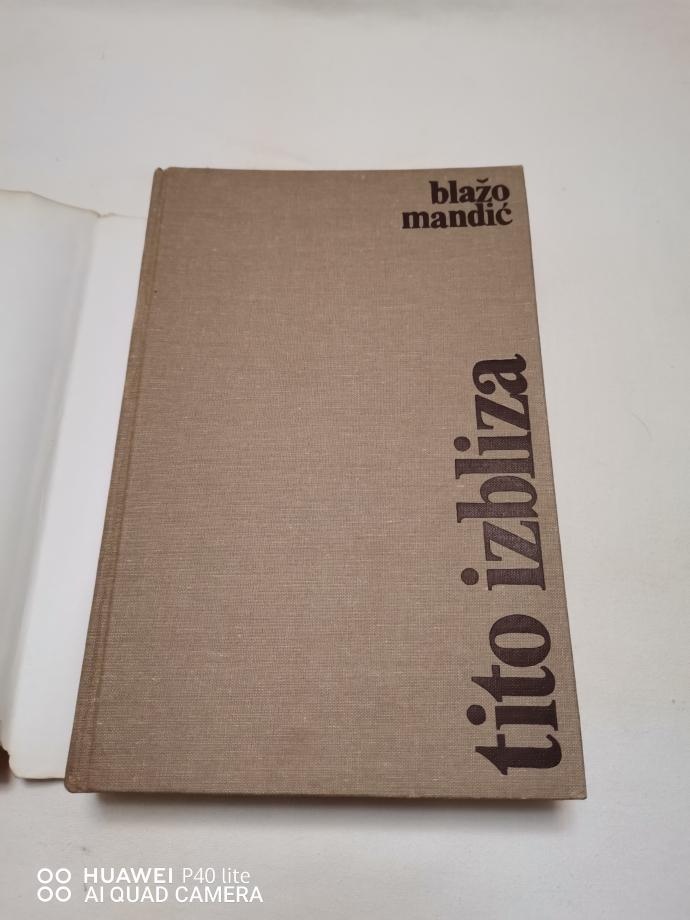 blažo
mandić
tito izbliza
HUAWEI P40 lite
AI QUAD CAMERA